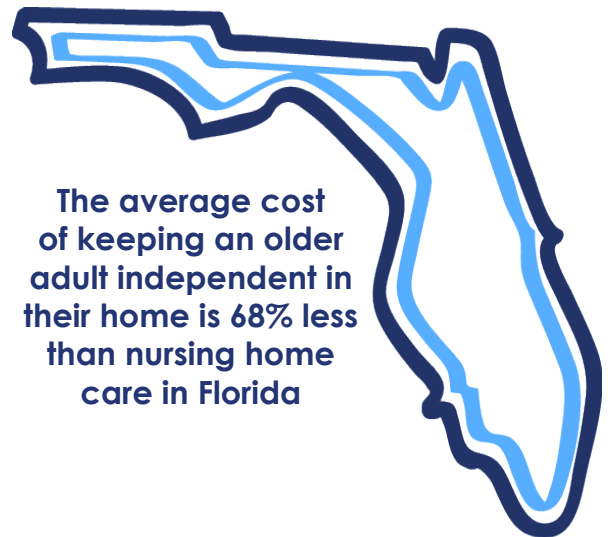 The average cost
of keeping an older
adult independent in
their home is 68% less
than nursing home
care in Florida